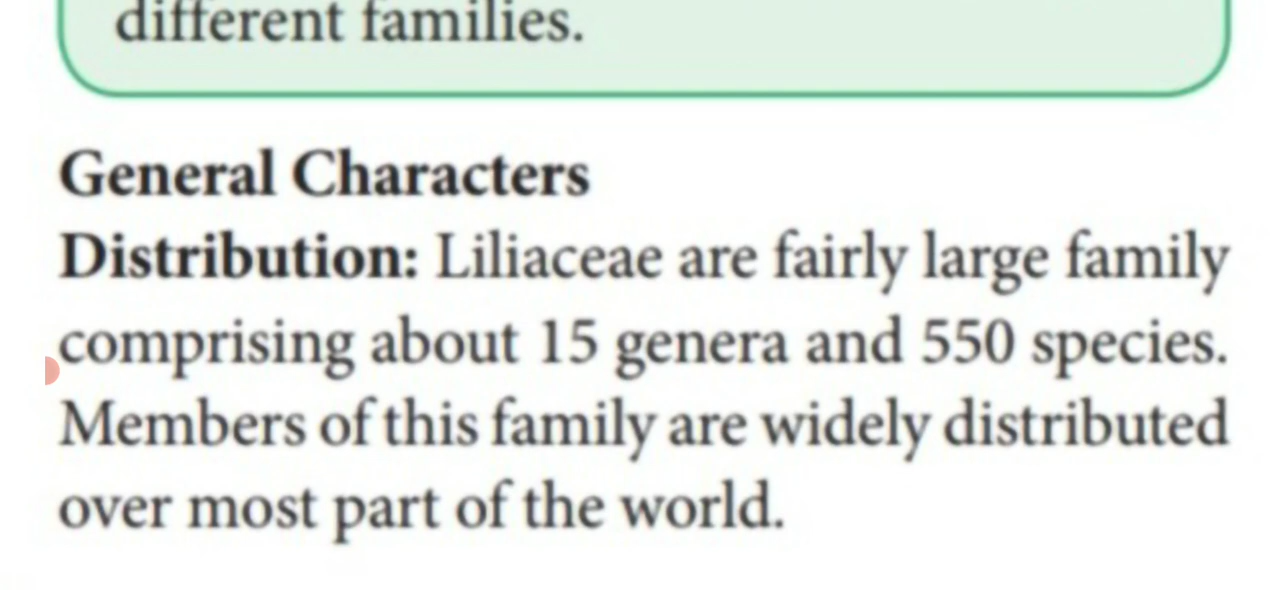 different families.
General Characters
Distribution: Liliaceae are fairly large family
comprising about 15 genera and 550 species.
Members of this family are widely distributed
over most part of the world.